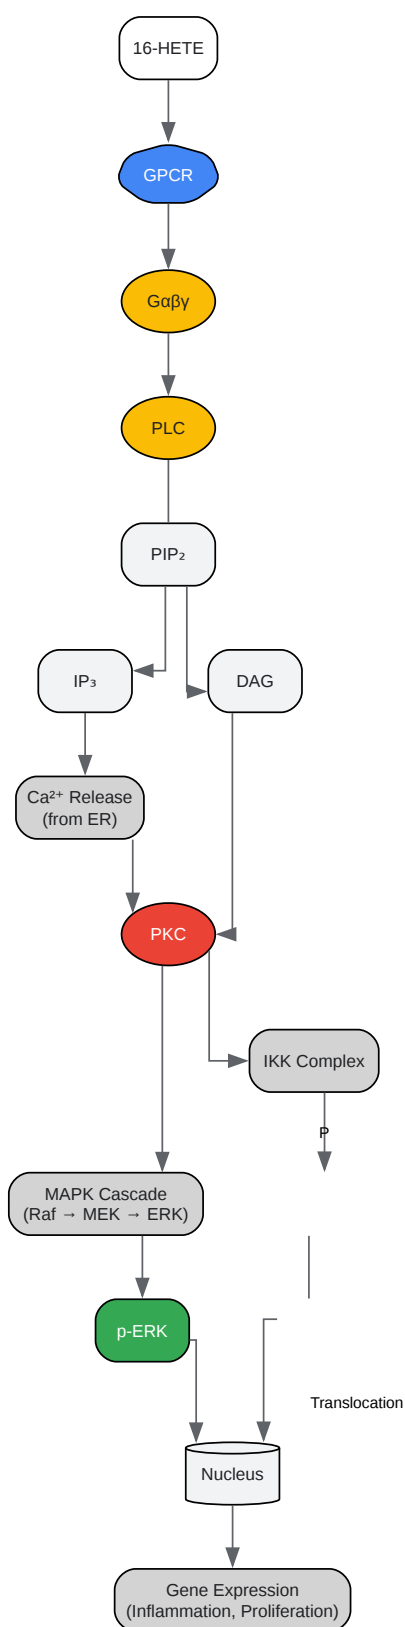 16-HETE
GPCR
Gαβγ
PLC
PIP₂
IP₃
DAG
Ca²⁺ Release
(from ER)
PKC
IKK Complex
P
MAPK Cascade
(Raf → MEK → ERK)
p-ERK
Translocation
Nucleus
Gene Expression
(Inflammation, Proliferation)